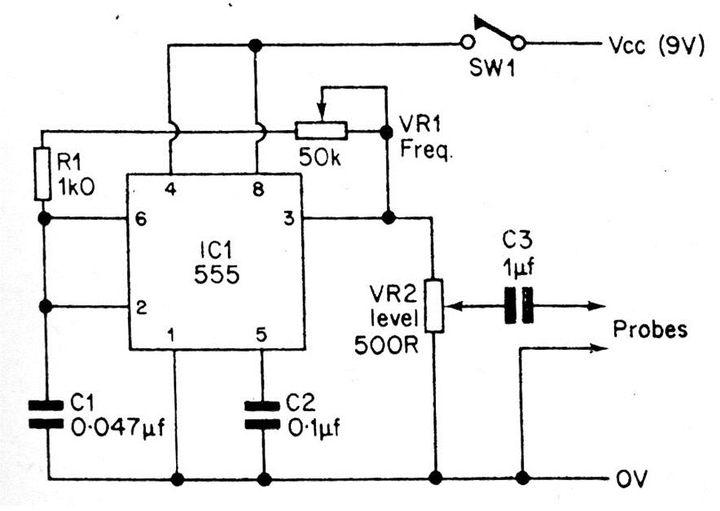 Vcc (9V)
SW1
VR1
Freq.
50k
R1
1k0
4
8
6
3
IC1
555
2
1
5
C3
1µf
VR2
level
500R
Probes
C1
0·047µf
C2
0·1µf
0V